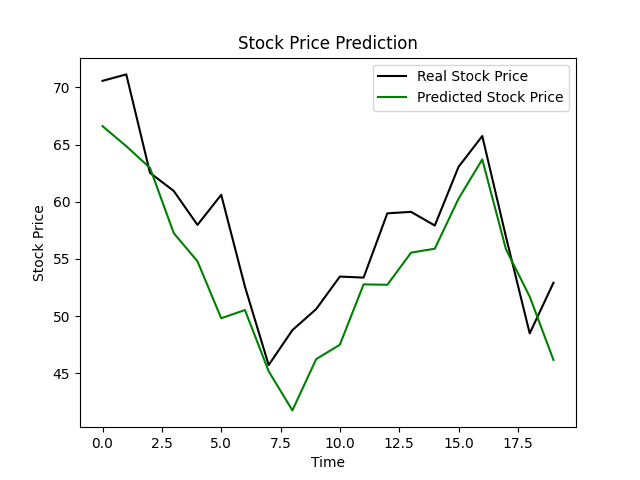 Stock Price Prediction
Real Stock Price
Predicted Stock Price
70
65
60
55
50
45
Stock Price
0.0 2.5 5.0 7.5 10.0 12.5 15.0 17.5
Time